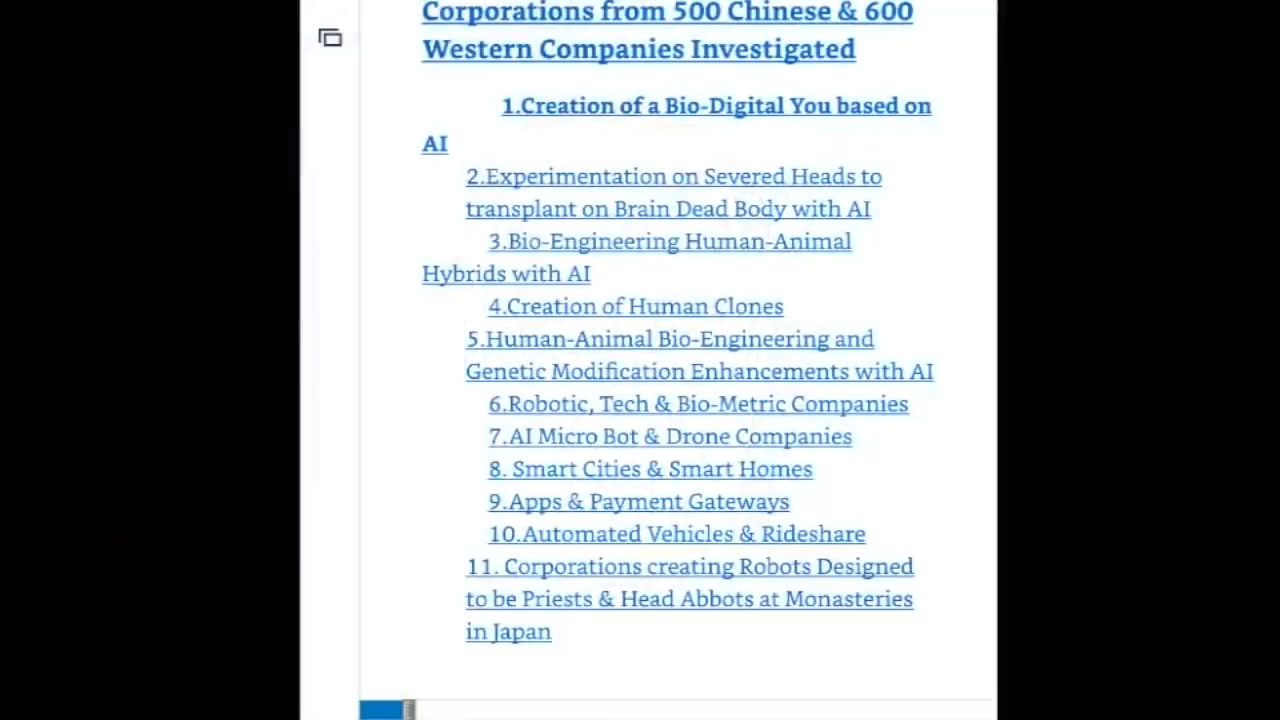 Corporations from 500 Chinese & 600
Western Companies Investigated
1.Creation of a Bio-Digital You based on
AI
2.Experimentation on Severed Heads to
transplant on Brain Dead Body with AI
3.Bio-Engineering Human-Animal
Hybrids with AI
4.Creation of Human Clones
5.Human-Animal Bio-Engineering and
Genetic Modification Enhancements with AI
6.Robotic, Tech & Bio-Metric Companies
7.AI Micro Bot & Drone Companies
8. Smart Cities & Smart Homes
9.Apps & Payment Gateways
10.Automated Vehicles & Rideshare
11. Corporations creating Robots Designed
to be Priests & Head Abbots at Monasteries
in Japan